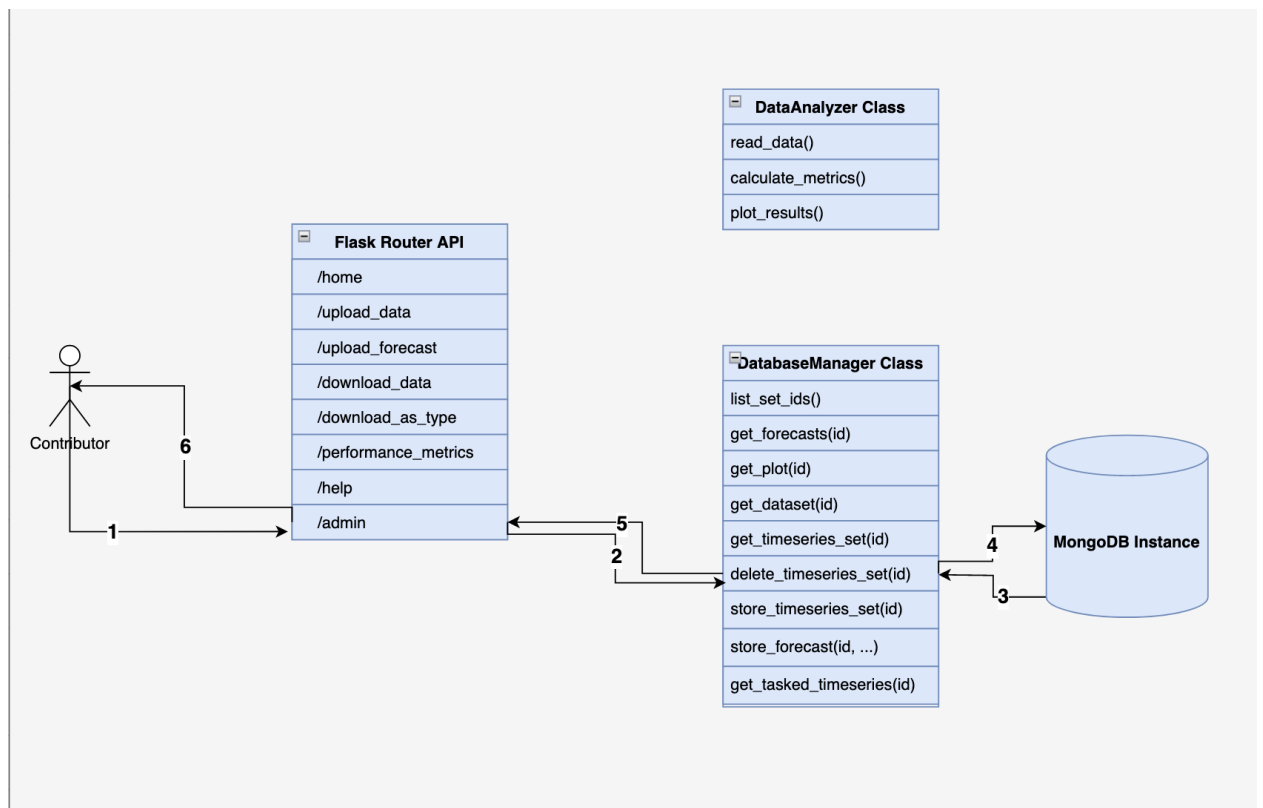 DataAnalyzer Class
read_data()
calculate_metrics()
plot_results()
Flask Router API
/home
/upload_data
/upload_forecast
/download_data
/download_as_type
/performance_metrics
/help
/admin
Contributor
6
1
5
2
DatabaseManager Class
list_set_ids()
get_forecasts(id)
get_plot(id)
get_dataset(id)
get_timeseries_set(id)
delete_timeseries_set(id)
store_timeseries_set(id)
store_forecast(id, ...)
get_tasked_timeseries(id)
4
3
MongoDB Instance